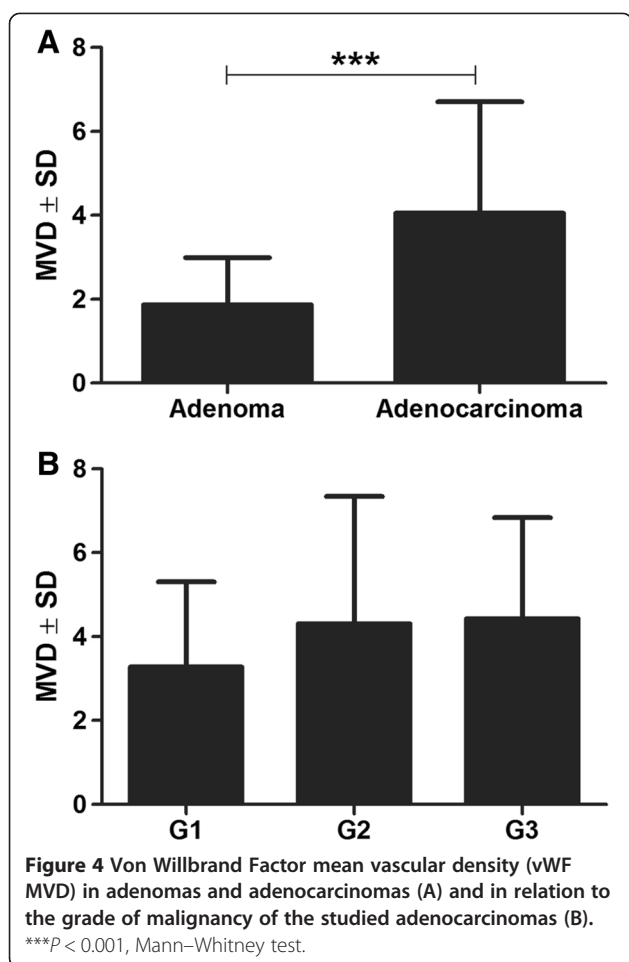 A
8
***
6
4
2
0
MVD ± SD
Adenoma Adenocarcinoma
B
8
6
4
2
0
MVD ± SD
G1 G2 G3
Figure 4 Von Willbrand Factor mean vascular density (vWF
MVD) in adenomas and adenocarcinomas (A) and in relation to
the grade of malignancy of the studied adenocarcinomas (B).
***P < 0.001, Mann–Whitney test.